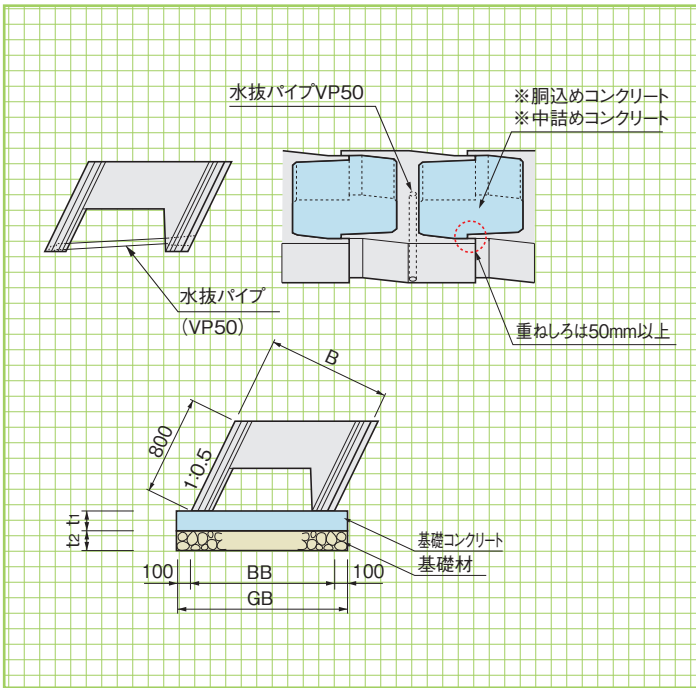 水抜パイプVP50
※胴込めコンクリート
※中詰めコンクリート
水抜パイプ
(VP50)
重ねしろは50mm以上
B
800
1:0.5
t1
t2
基礎コンクリート
基礎材
100
BB
100
GB